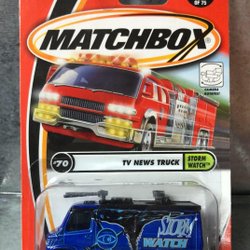 OF 75
MATCHBOX
#70
TV NEWS TRUCK
STORM
WATCH
STORM
WATCH